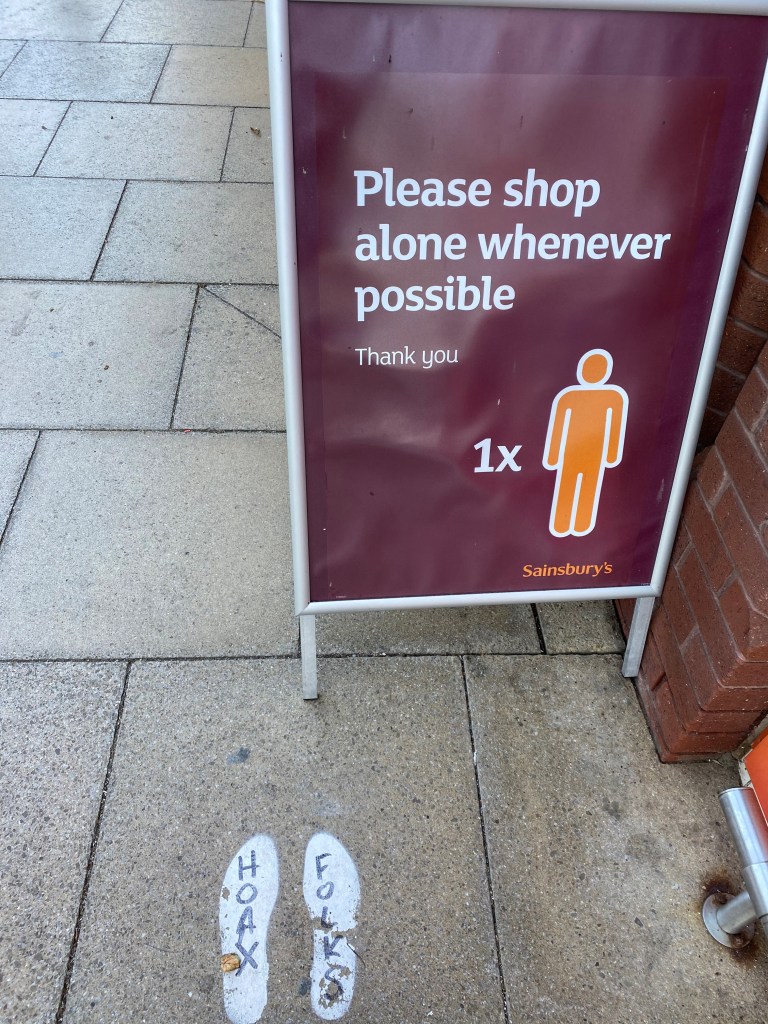 Please shop
alone whenever
possible
Thank you
1x
Sainsbury's
HOAX
FOLKS